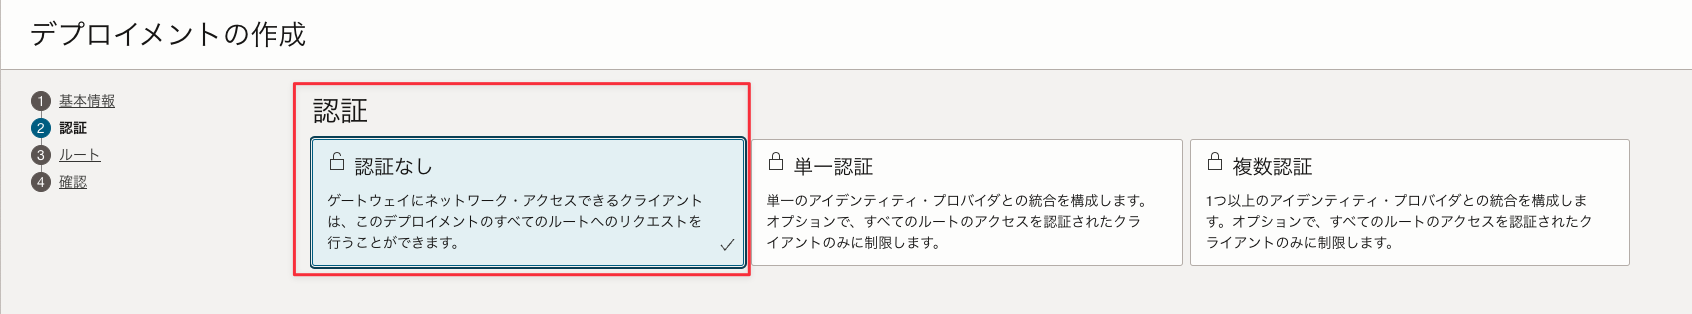 デプロイメントの作成
1 基本情報
2 認証
3 ルート
4 確認
認証
認証なし
ゲートウェイにネットワーク・アクセスできるクライアント
は、このデプロイメントのすべてのルートへのリクエストを
行うことができます。
単一認証
単一のアイデンティティ・プロバイダとの統合を構成します。
オプションで、すべてのルートのアクセスを認証されたクラ
イアントのみに制限します。
複数認証
1つ以上のアイデンティティ・プロバイダとの統合を構成しま
す。オプションで、すべてのルートのアクセスを認証されたク
ライアントのみに制限します。